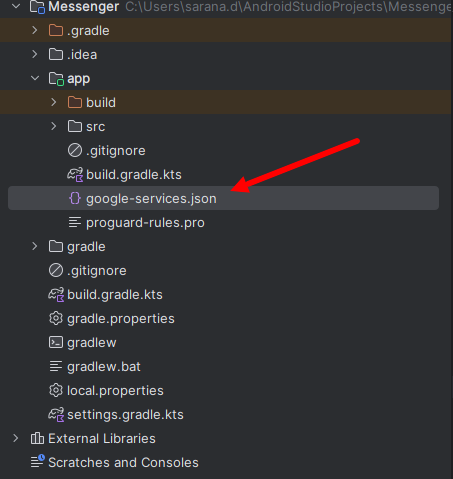 Messenger C:\Users\sarana.d\AndroidStudioProjects\Messenge
.gradle
.idea
app
build
src
.gitignore
build.gradle.kts
google-services.json
proguard-rules.pro
gradle
.gitignore
build.gradle.kts
gradle.properties
gradlew
gradlew.bat
local.properties
settings.gradle.kts
External Libraries
Scratches and Consoles